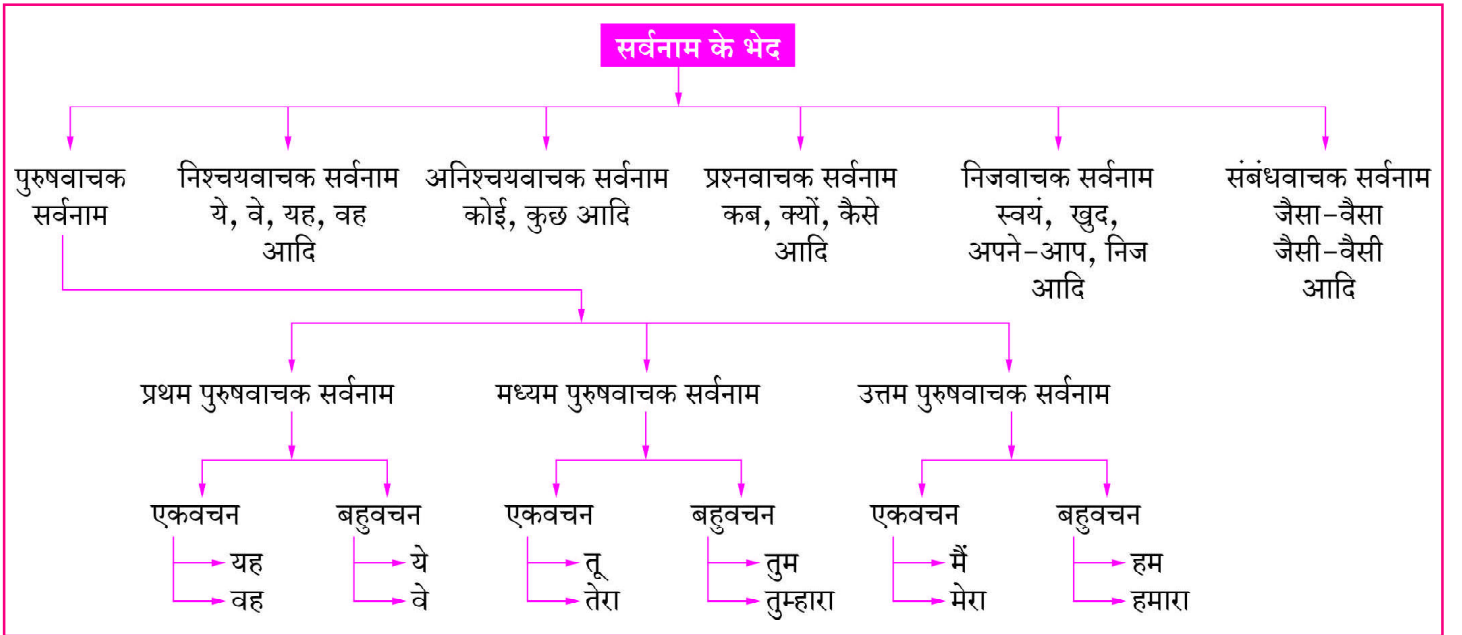 सर्वनाम के भेद
पुरुषवाचक
सर्वनाम
निश्चयवाचक सर्वनाम
ये, वे, यह, वह
आदि
अनिश्चयवाचक सर्वनाम
कोई, कुछ आदि
प्रश्नवाचक सर्वनाम
कब, क्यों, कैसे
आदि
निजवाचक सर्वनाम
स्वयं, खुद,
अपने-आप, निज
आदि
संबंधवाचक सर्वनाम
जैसा-वैसा
जैसी-वैसी
आदि
प्रथम पुरुषवाचक सर्वनाम
एकवचन
यह
वह
बहुवचन
ये
वे
मध्यम पुरुषवाचक सर्वनाम
एकवचन
तू
तेरा
बहुवचन
तुम
तुम्हारा
उत्तम पुरुषवाचक सर्वनाम
एकवचन
मैं
मेरा
बहुवचन
हम
हमारा